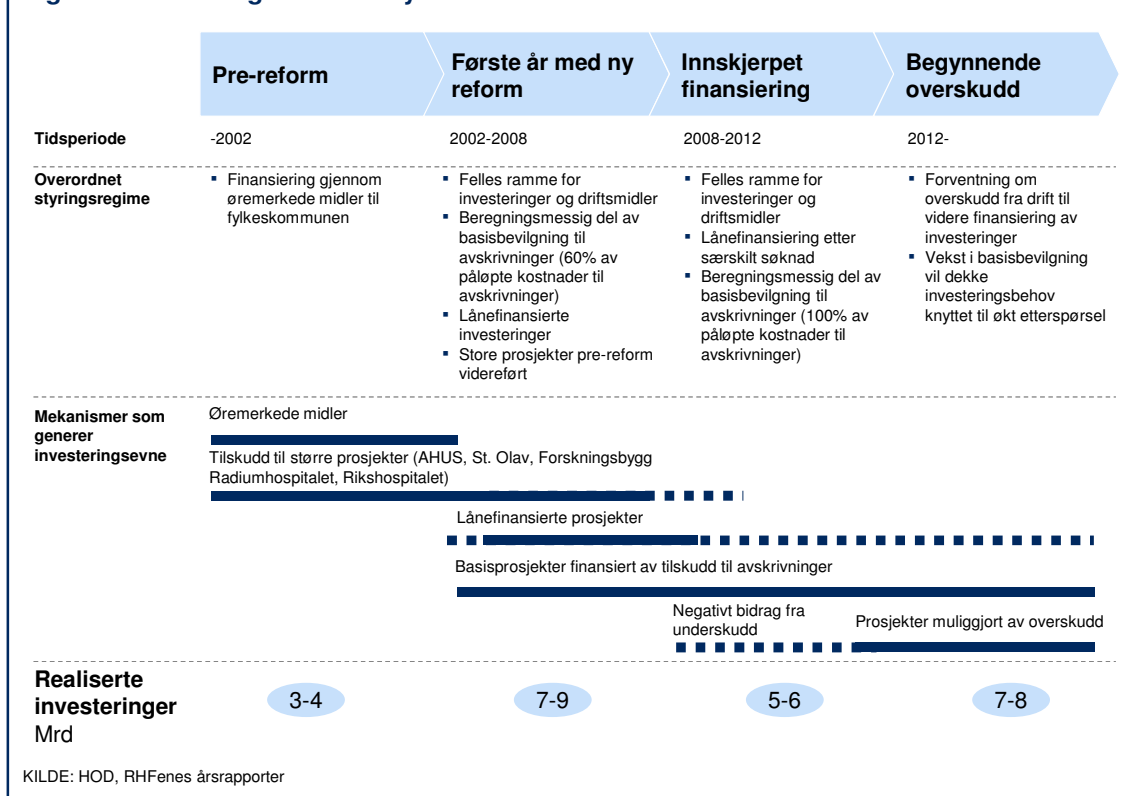 Pre-reform
Første år med ny
reform
Innskjerpet
finansiering
Begynnende
overskudd
Tidsperiode
-2002
2002-2008
2008-2012
2012-
Overordnet
styringsregime
▪ Finansiering gjennom
øremerkede midler til
fylkeskommunen
▪ Felles ramme for
investeringer og driftsmidler
▪ Beregningsmessig del av
basisbevilgning til
avskrivninger (60% av
påløpte kostnader til
avskrivninger)
▪ Lånefinansierte
investeringer
▪ Store prosjekter pre-reform
videreført
▪ Felles ramme for
investeringer og
driftsmidler
▪ Lånefinansiering etter
særskilt søknad
▪ Beregningsmessig del av
basisbevilgning til
avskrivninger (100% av
påløpte kostnader til
avskrivninger)
▪ Forventning om
overskudd fra drift til
videre finansiering av
investeringer
▪ Vekst i basisbevilgning
vil dekke
investeringsbehov
knyttet til økt etterspørsel
Mekanismer som
generer
investeringsevne
Øremerkede midler
Tilskudd til større prosjekter (AHUS, St. Olav, Forskningsbygg
Radiumhospitalet, Rikshospitalet)
Lånefinansierte prosjekter
Basisprosjekter finansiert av tilskudd til avskrivninger
Negativt bidrag fra
underskudd
Prosjekter muliggjort av overskudd
Realiserte
investeringer
Mrd
3-4
7-9
5-6
7-8
KILDE: HOD, RHFenes årsrapporter